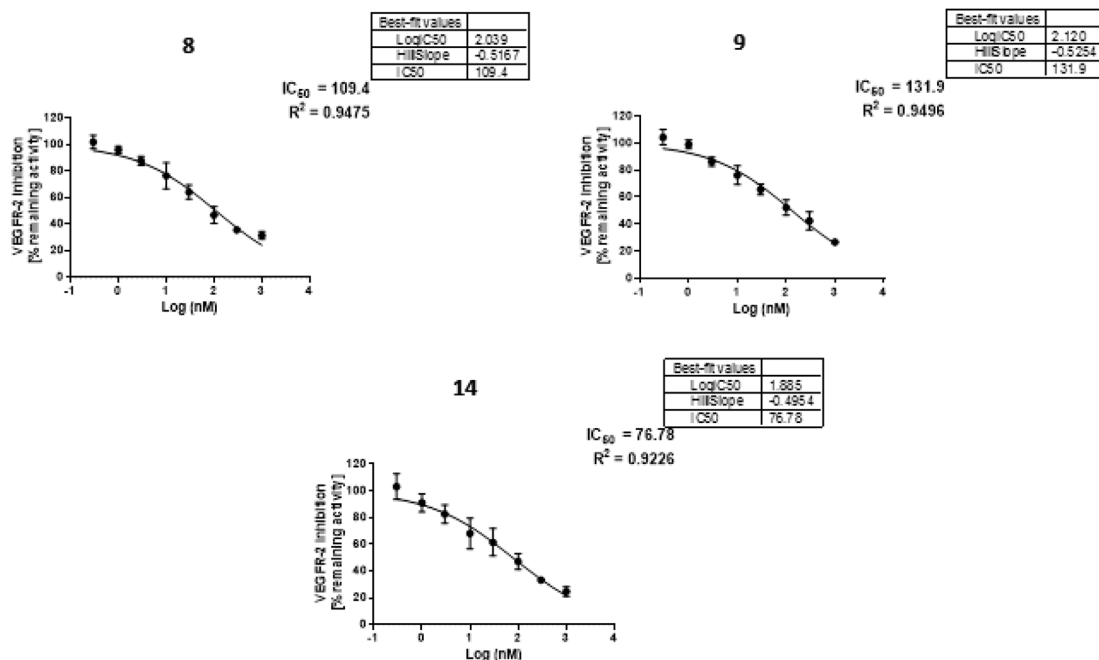 8
Best-fit values
LogIC50 2.039
HillSlope -0.5167
IC50 109.4
IC50 = 109.4
R2 = 0.9475
VEGFR-2 Inhibition
[% remaining activity]
120
100
80
60
40
20
0
-1 0 1 2 3 4
Log (nM)
9
Best-fit values
LogIC50 2.120
HillSlope -0.5254
IC50 131.9
IC50 = 131.9
R2 = 0.9496
VEGFR-2 Inhibition
[% remaining activity]
120
100
80
60
40
20
0
-1 0 1 2 3 4
Log (nM)
14
Best-fit values
LogIC50 1.885
HillSlope -0.4954
IC50 76.78
IC50 = 76.78
R2 = 0.9226
VEGFR-2 Inhibition
[% remaining activity]
120
100
80
60
40
20
0
-1 0 1 2 3 4
Log (nM)